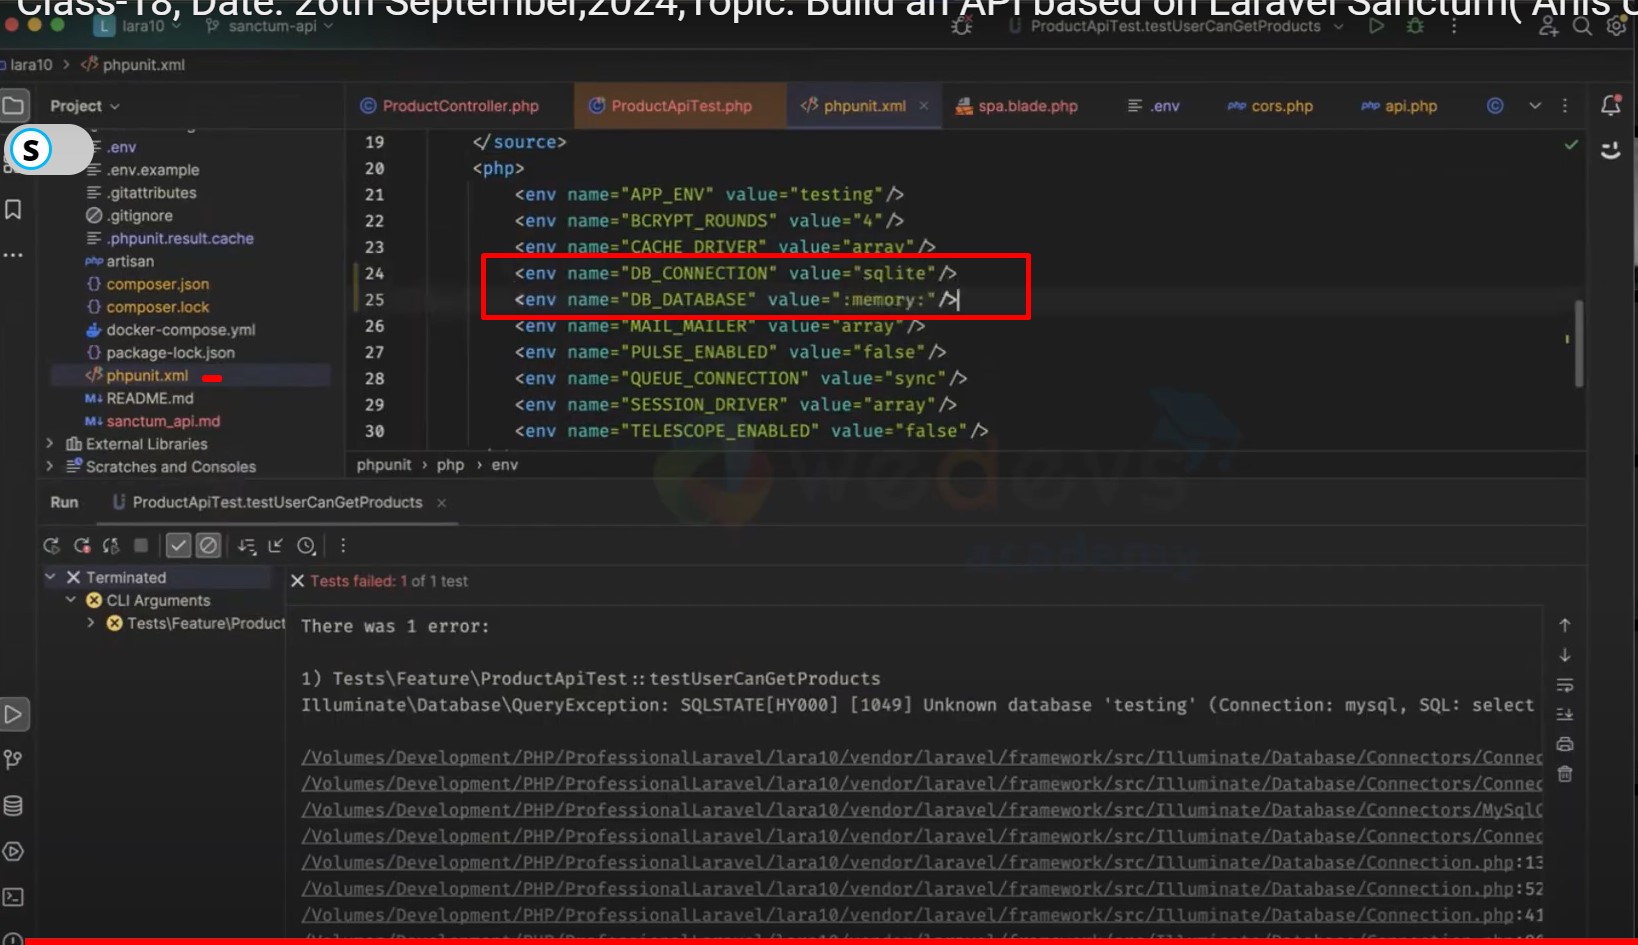 Class-18, Date: 26th September,2024,Topic: Build an API based on Laravel Sanctum( Anis
L lara10 sanctum-api ProductApiTest.testUserCanGetProducts
lara10 > phpunit.xml
Project
ProductController.php ProductApiTest.php phpunit.xml spa.blade.php .env cors.php api.php
S
.env
.env.example
.gitattributes
.gitignore
.phpunit.result.cache
artisan
composer.json
composer.lock
docker-compose.yml
package-lock.json
phpunit.xml
README.md
sanctum_api.md
External Libraries
Scratches and Consoles
19 </source>
20 <php>
21 <env name="APP_ENV" value="testing"/>
22 <env name="BCRYPT_ROUNDS" value="4"/>
23 <env name="CACHE_DRIVER" value="array"/>
24 <env name="DB_CONNECTION" value="sqlite"/>
25 <env name="DB_DATABASE" value=":memory:"/>
26 <env name="MAIL_MAILER" value="array"/>
27 <env name="PULSE_ENABLED" value="false"/>
28 <env name="QUEUE_CONNECTION" value="sync"/>
29 <env name="SESSION_DRIVER" value="array"/>
30 <env name="TELESCOPE_ENABLED" value="false"/>
phpunit > php > env
wedevs
academy
Run ProductApiTest.testUserCanGetProducts
Terminated
CLI Arguments
Tests\Feature\Product
Tests failed: 1 of 1 test
There was 1 error:
1) Tests\Feature\ProductApiTest::testUserCanGetProducts
Illuminate\Database\QueryException: SQLSTATE[HY000] [1049] Unknown database 'testing' (Connection: mysql, SQL: select
/Volumes/Development/PHP/ProfessionalLaravel/lara10/vendor/laravel/framework/src/Illuminate/Database/Connectors/Connec
/Volumes/Development/PHP/ProfessionalLaravel/lara10/vendor/laravel/framework/src/Illuminate/Database/Connectors/Connec
/Volumes/Development/PHP/ProfessionalLaravel/lara10/vendor/laravel/framework/src/Illuminate/Database/Connectors/MySqlC
/Volumes/Development/PHP/ProfessionalLaravel/lara10/vendor/laravel/framework/src/Illuminate/Database/Connectors/Connec
/Volumes/Development/PHP/ProfessionalLaravel/lara10/vendor/laravel/framework/src/Illuminate/Database/Connection.php:13
/Volumes/Development/PHP/ProfessionalLaravel/lara10/vendor/laravel/framework/src/Illuminate/Database/Connection.php:52
/Volumes/Development/PHP/ProfessionalLaravel/lara10/vendor/laravel/framework/src/Illuminate/Database/Connection.php:41